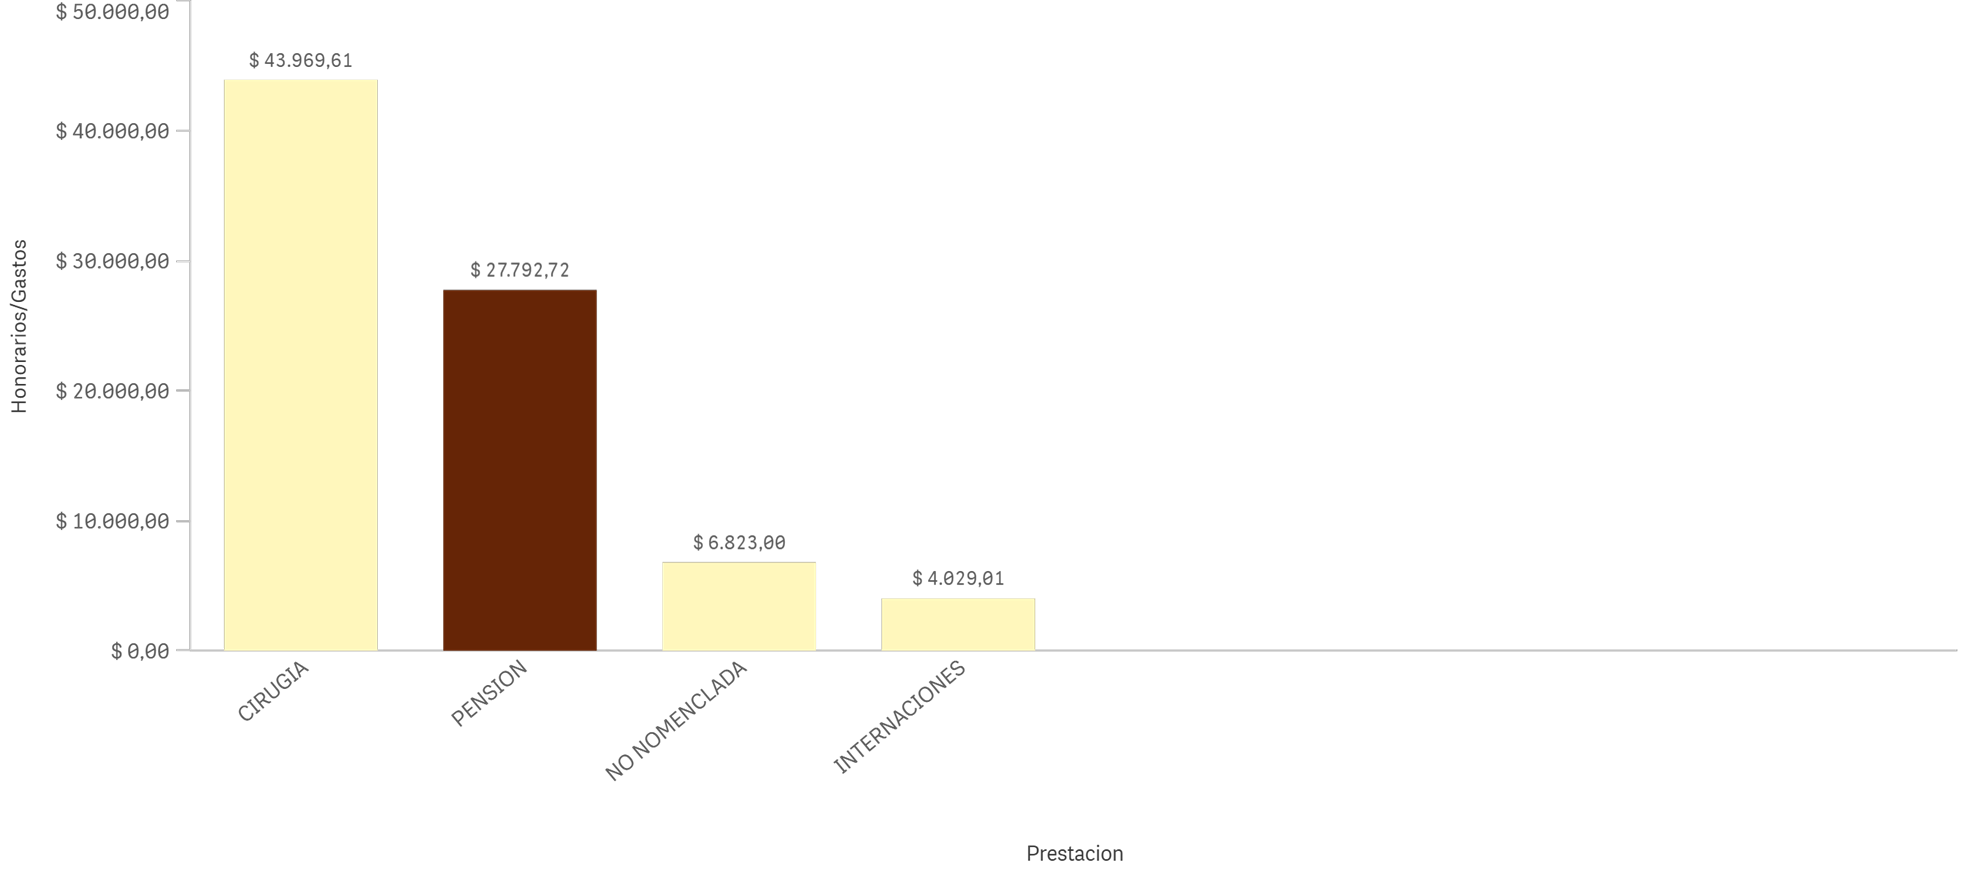 $ 50.000,00
$ 43.969,61
$ 40.000,00
$ 30.000,00
$ 27.792,72
$ 20.000,00
$ 10.000,00
$ 6.823,00
$ 4.029,01
$ 0,00
Honorarios/Gastos
CIRUGIA
PENSION
NO NOMENCLADA
INTERNACIONES
Prestacion